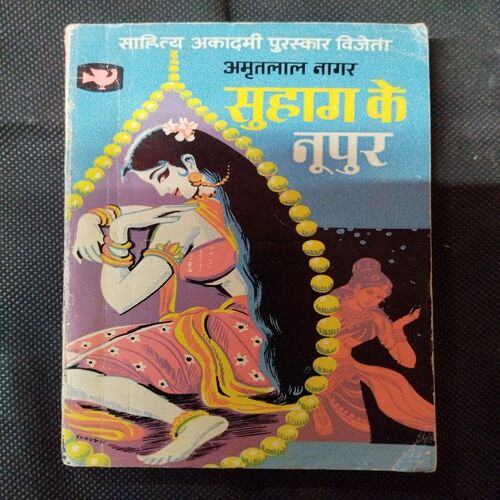 साहित्य अकादमी पुरस्कार विजेता
अमृतलाल नागर
सुहाग के
नूपुर